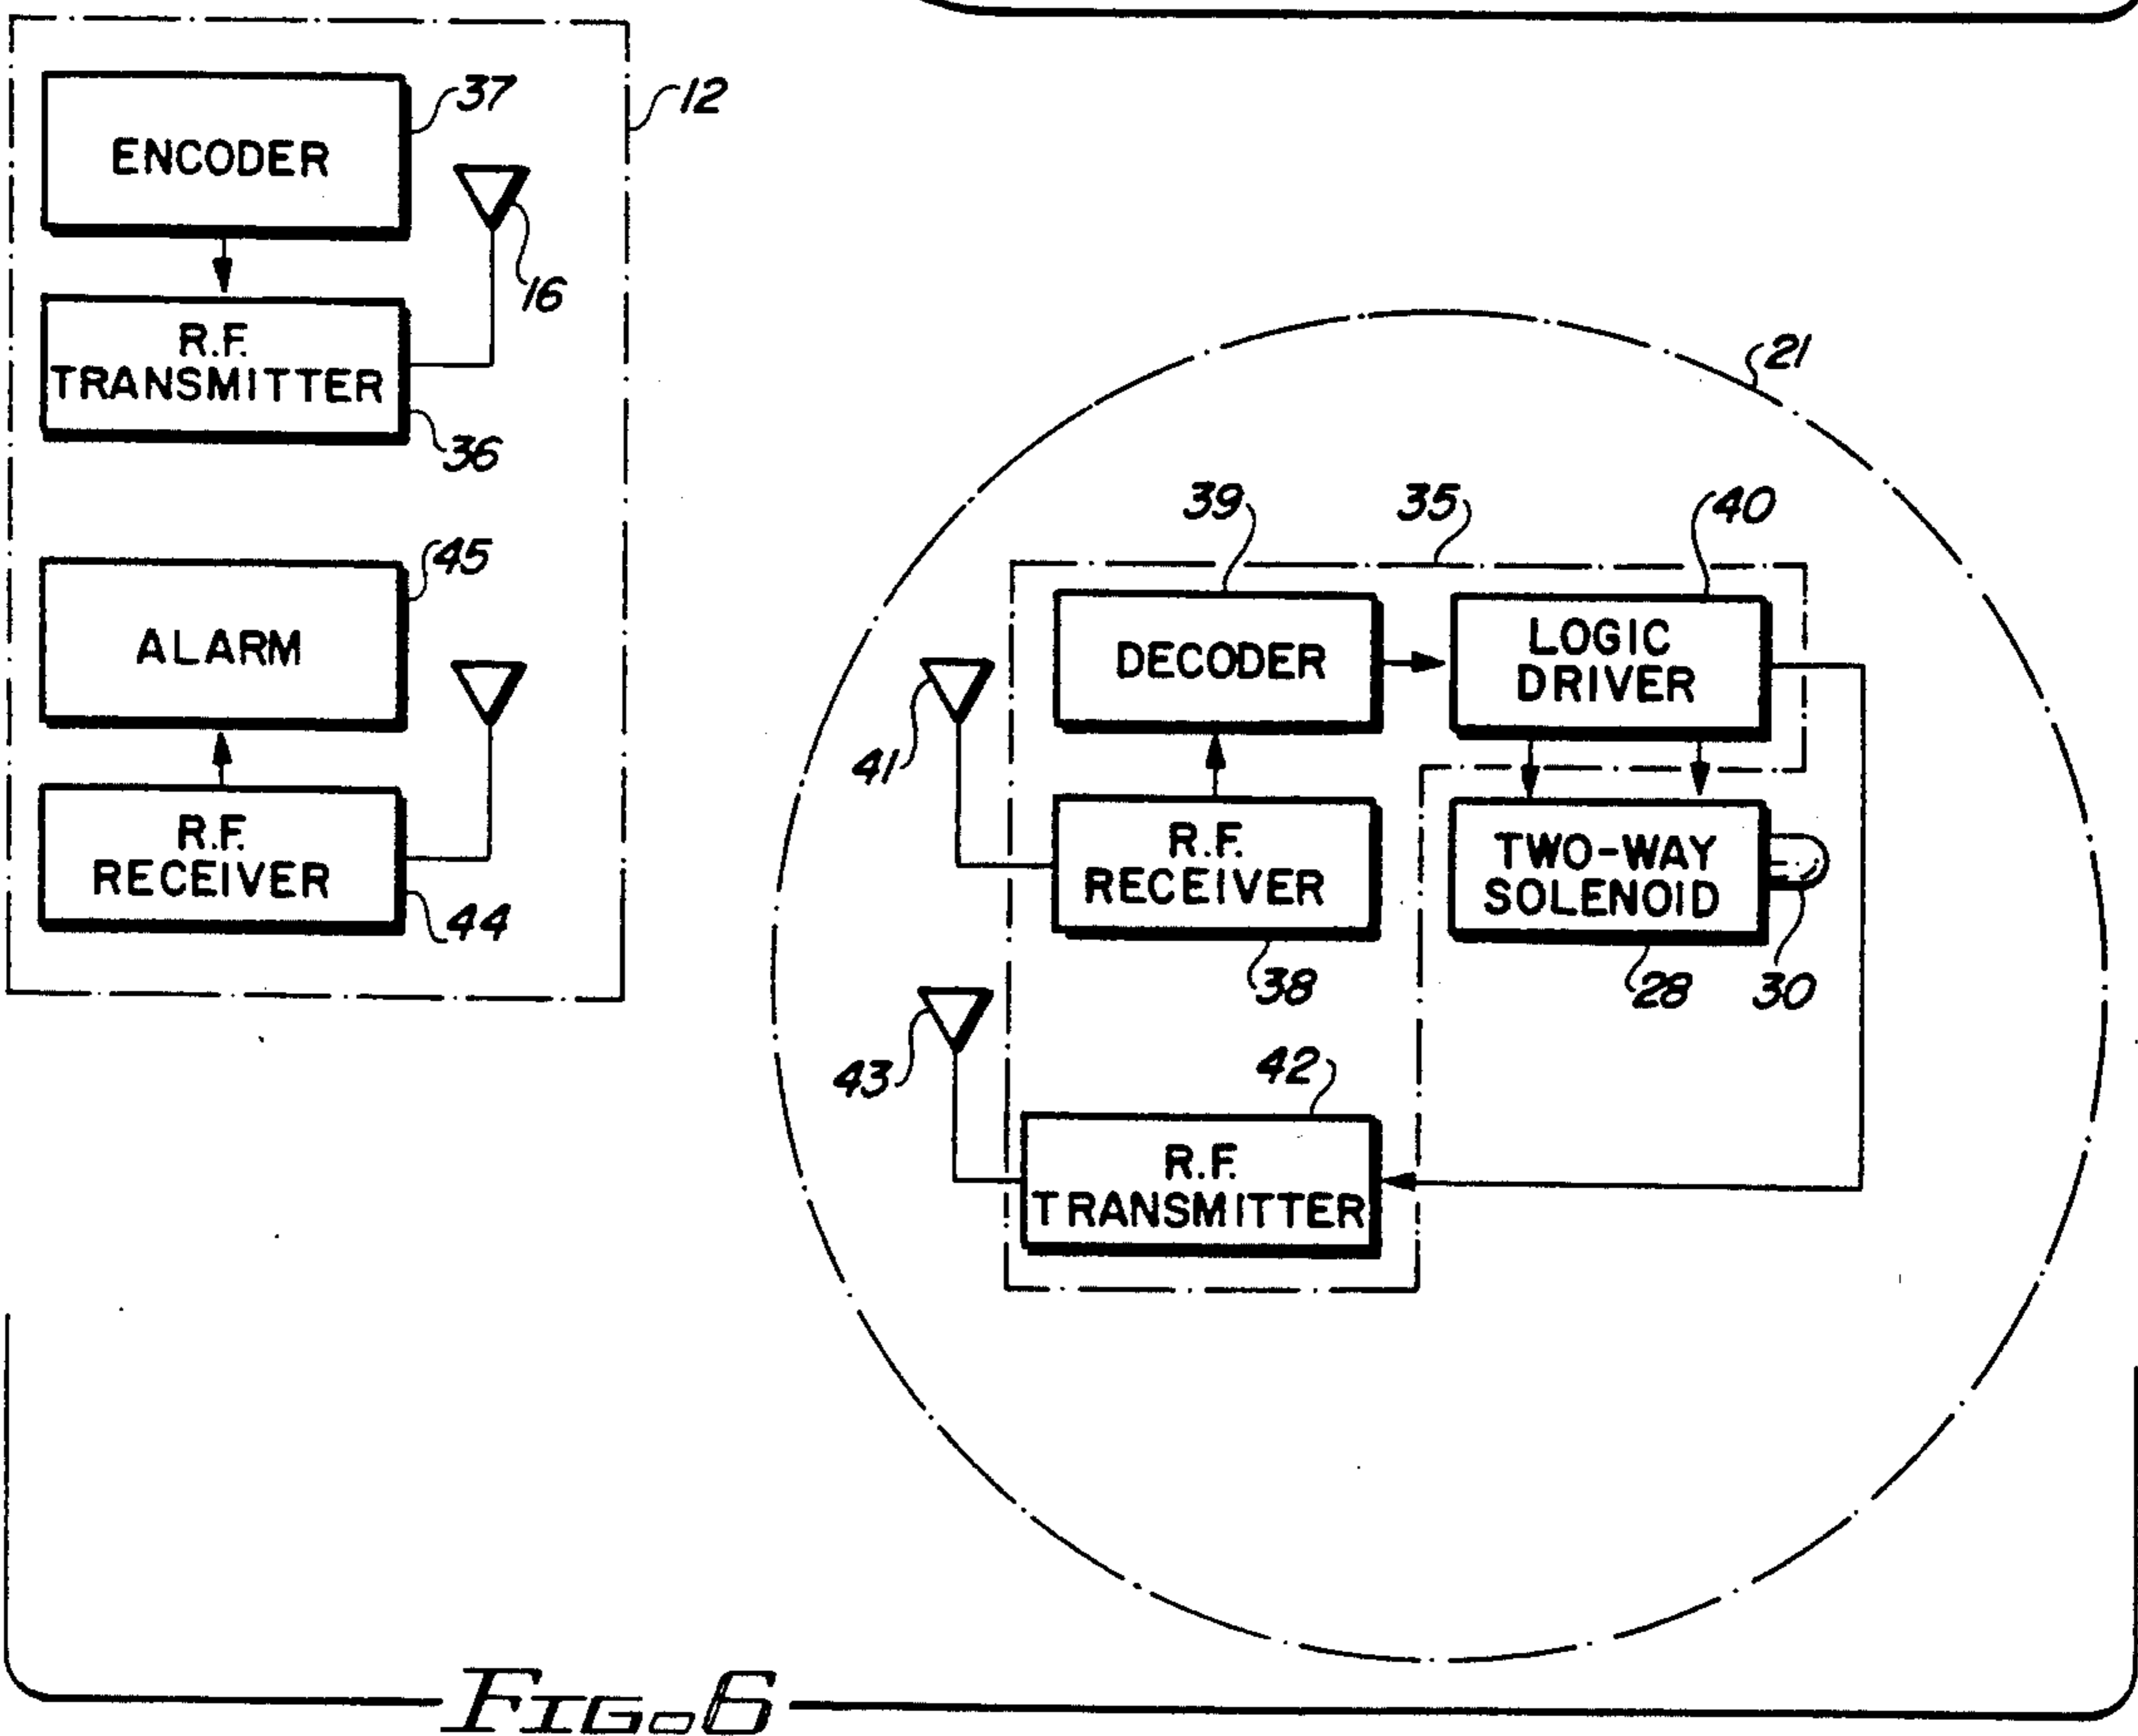 37
12
ENCODER
16
R.F.
TRANSMITTER
36
45
ALARM
R.F.
RECEIVER
44
21
39
35
40
DECODER
LOGIC
DRIVER
41
R.F.
RECEIVER
TWO-WAY
SOLENOID
38
28
30
43
42
R.F.
TRANSMITTER
FIG. 6